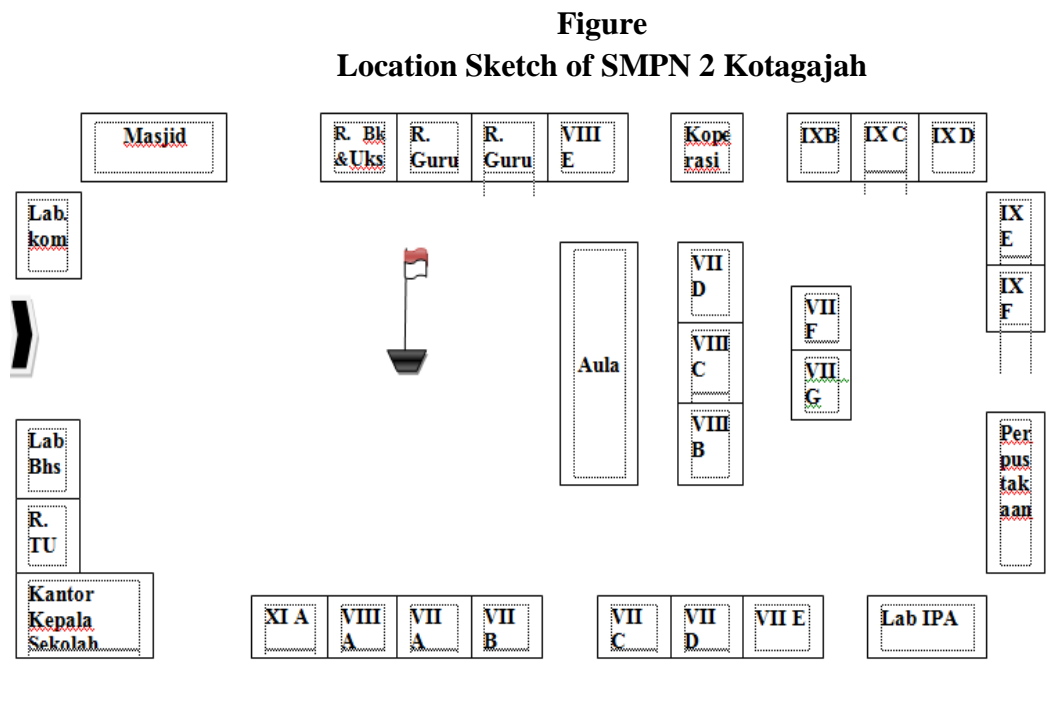 Figure
Location Sketch of SMPN 2 Kotagajah
Masjid
R. Bk
&Uks
R.
Guru
R.
Guru
VIII
E
Kope
rasi
IXB
IX C
IX D
Lab.
kom
IX
E
IX
F
Aula
VII
D
VIII
C
VIII
B
VII
F
VII
G
Lab
Bhs
R.
TU
Kantor
Kepala
Sekolah
Per
pus
tak
aan
XI A
VIII
A
VII
A
VII
B
VII
C
VII
D
VII E
Lab IPA